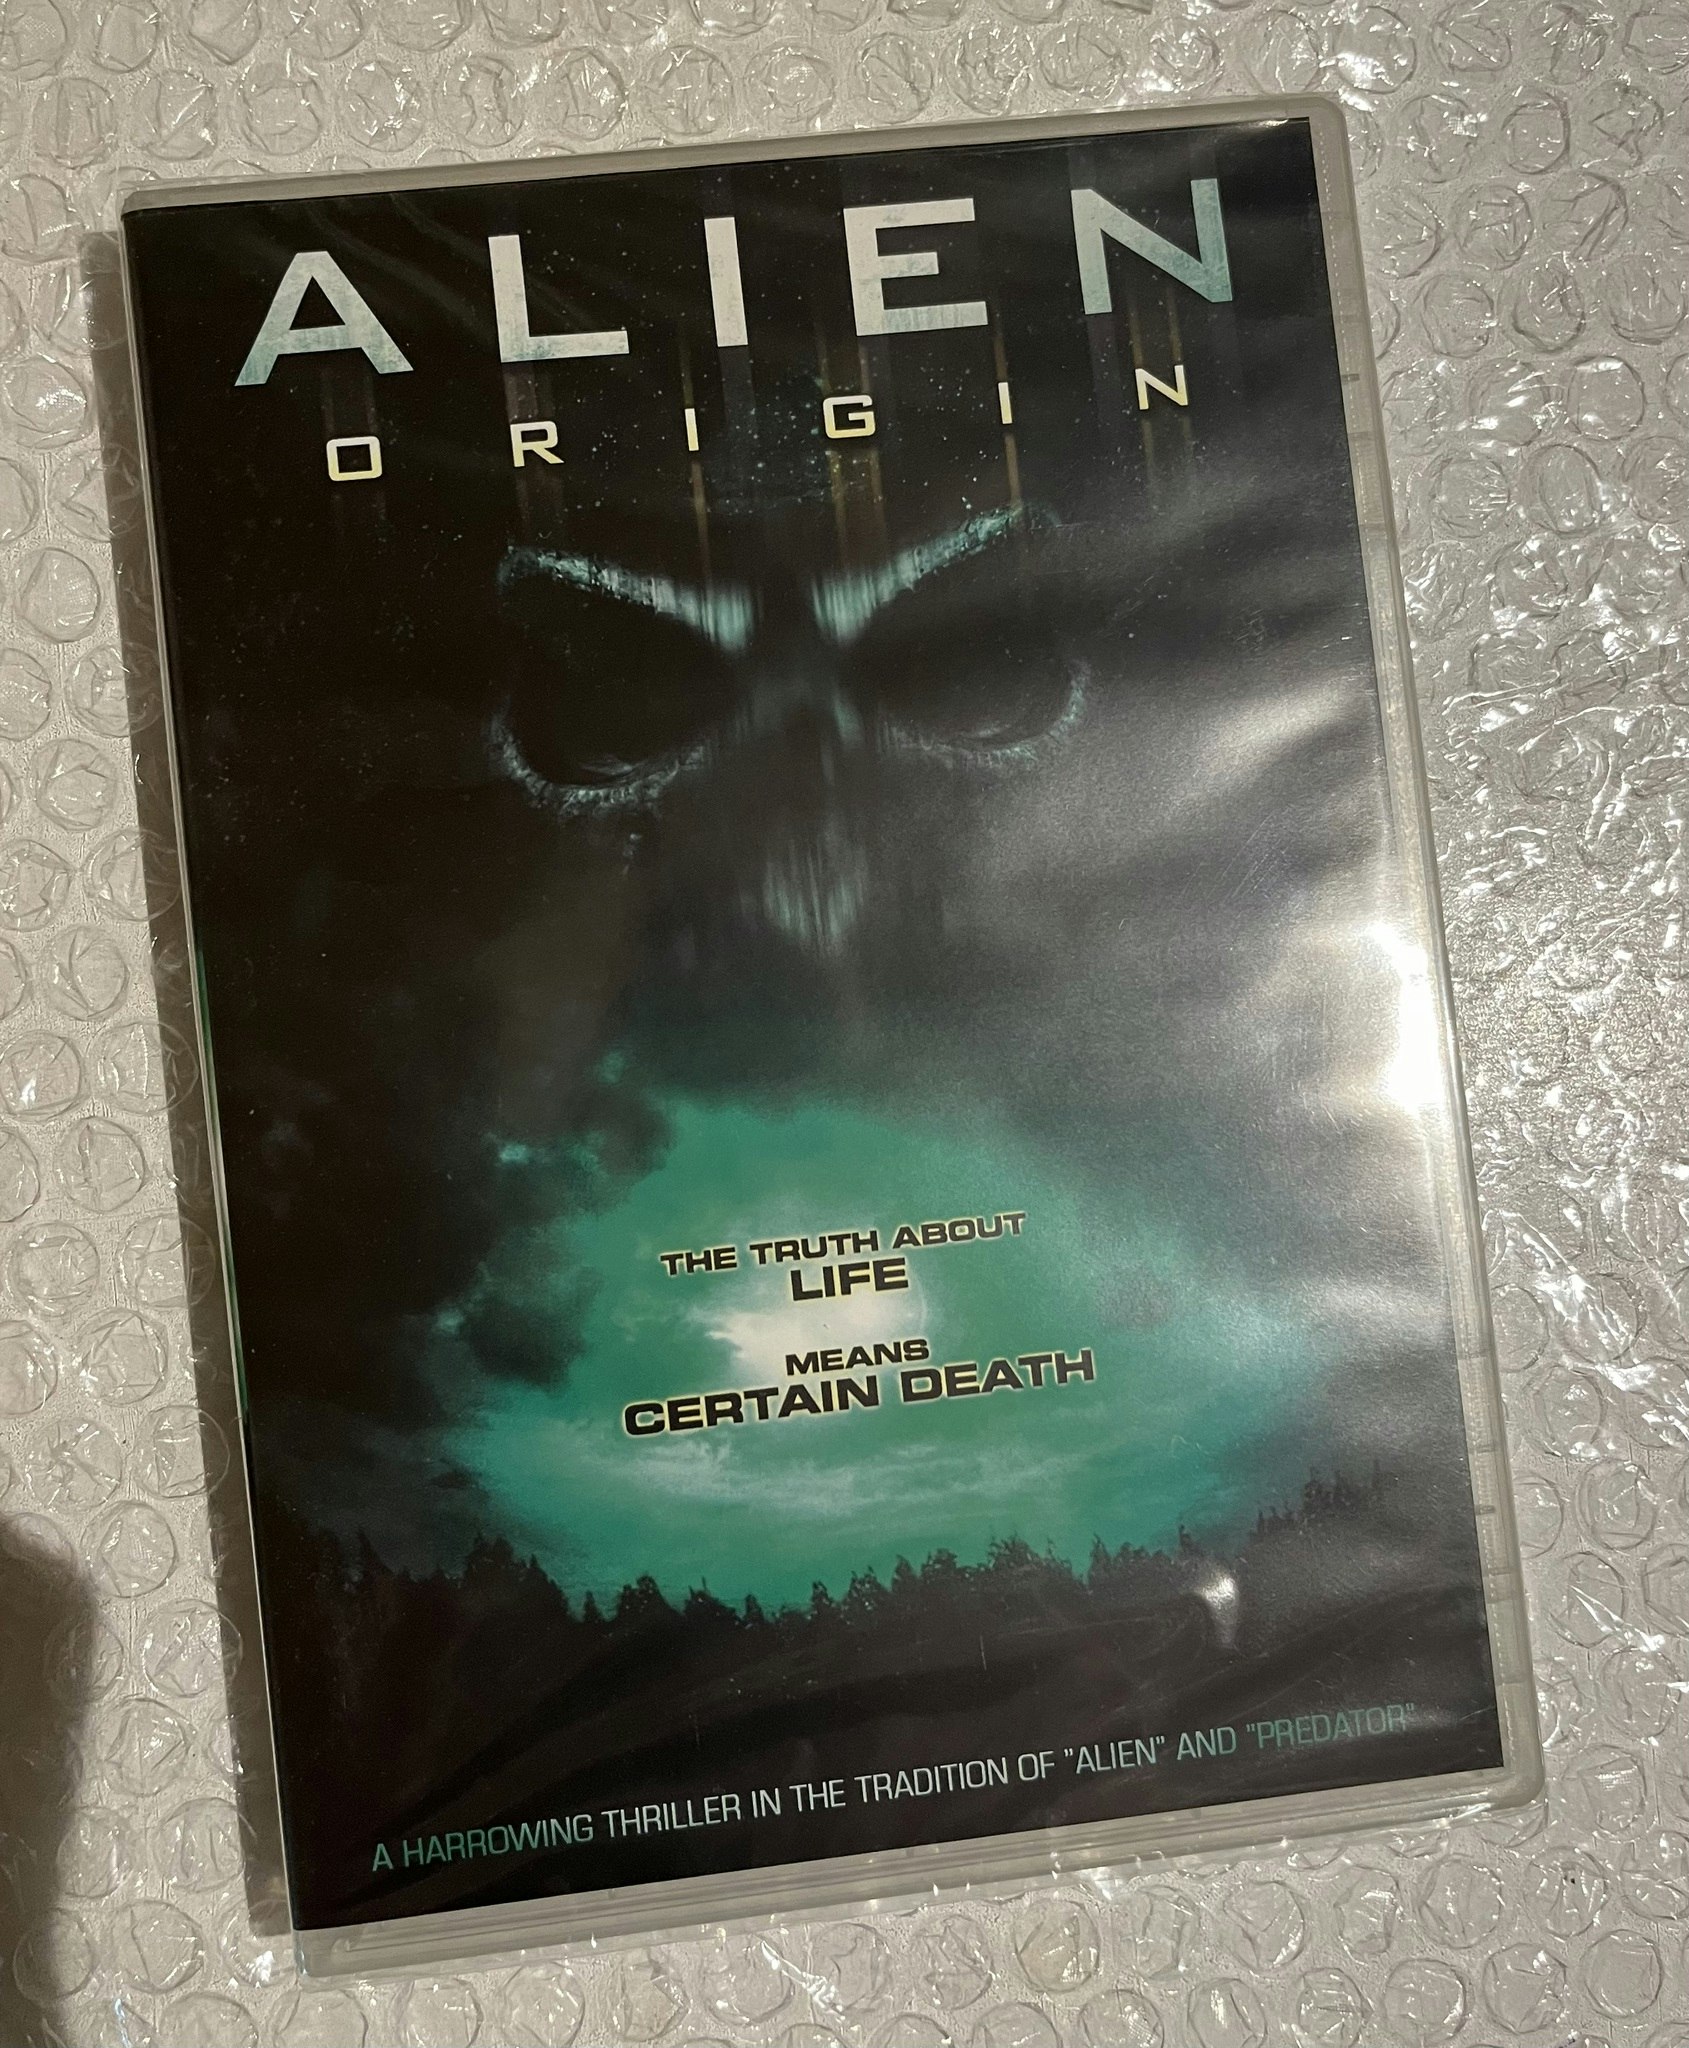 ALIEN
ORIGIN
THE TRUTH ABOUT
LIFE
MEANS
CERTAIN DEATH
A HARROWING THRILLER IN THE TRADITION OF "ALIEN" AND "PREDATOR"